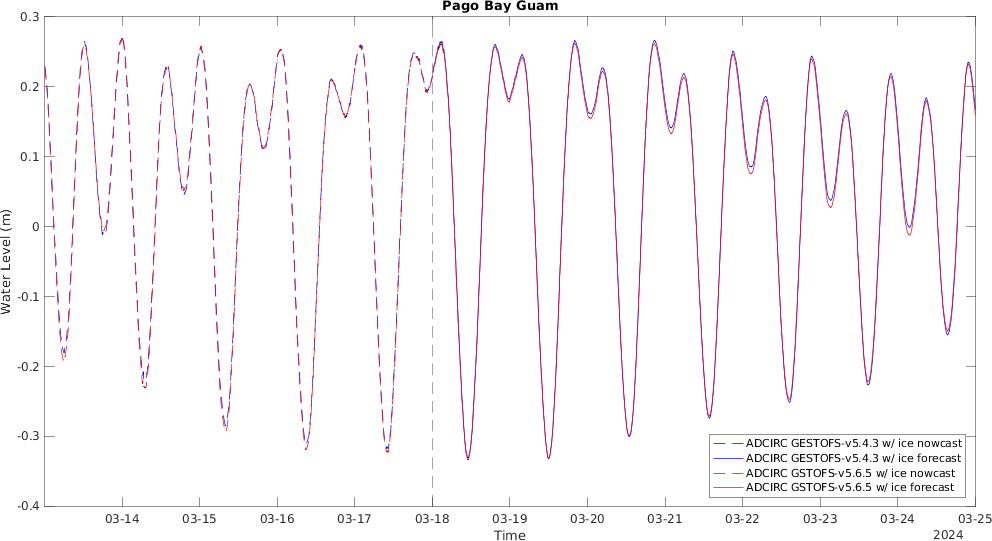 Pago Bay Guam
0.3
0.2
0.1
0
-0.1
-0.2
-0.3
-0.4
Water Level (m)
ADCIRC GESTOFS-v5.4.3 w/ ice nowcast
ADCIRC GESTOFS-v5.4.3 w/ ice forecast
ADCIRC GSTOFS-v5.6.5 w/ ice nowcast
ADCIRC GSTOFS-v5.6.5 w/ ice forecast
03-14 03-15 03-16 03-17 03-18 03-19 03-20 03-21 03-22 03-23 03-24 03-25
Time
2024